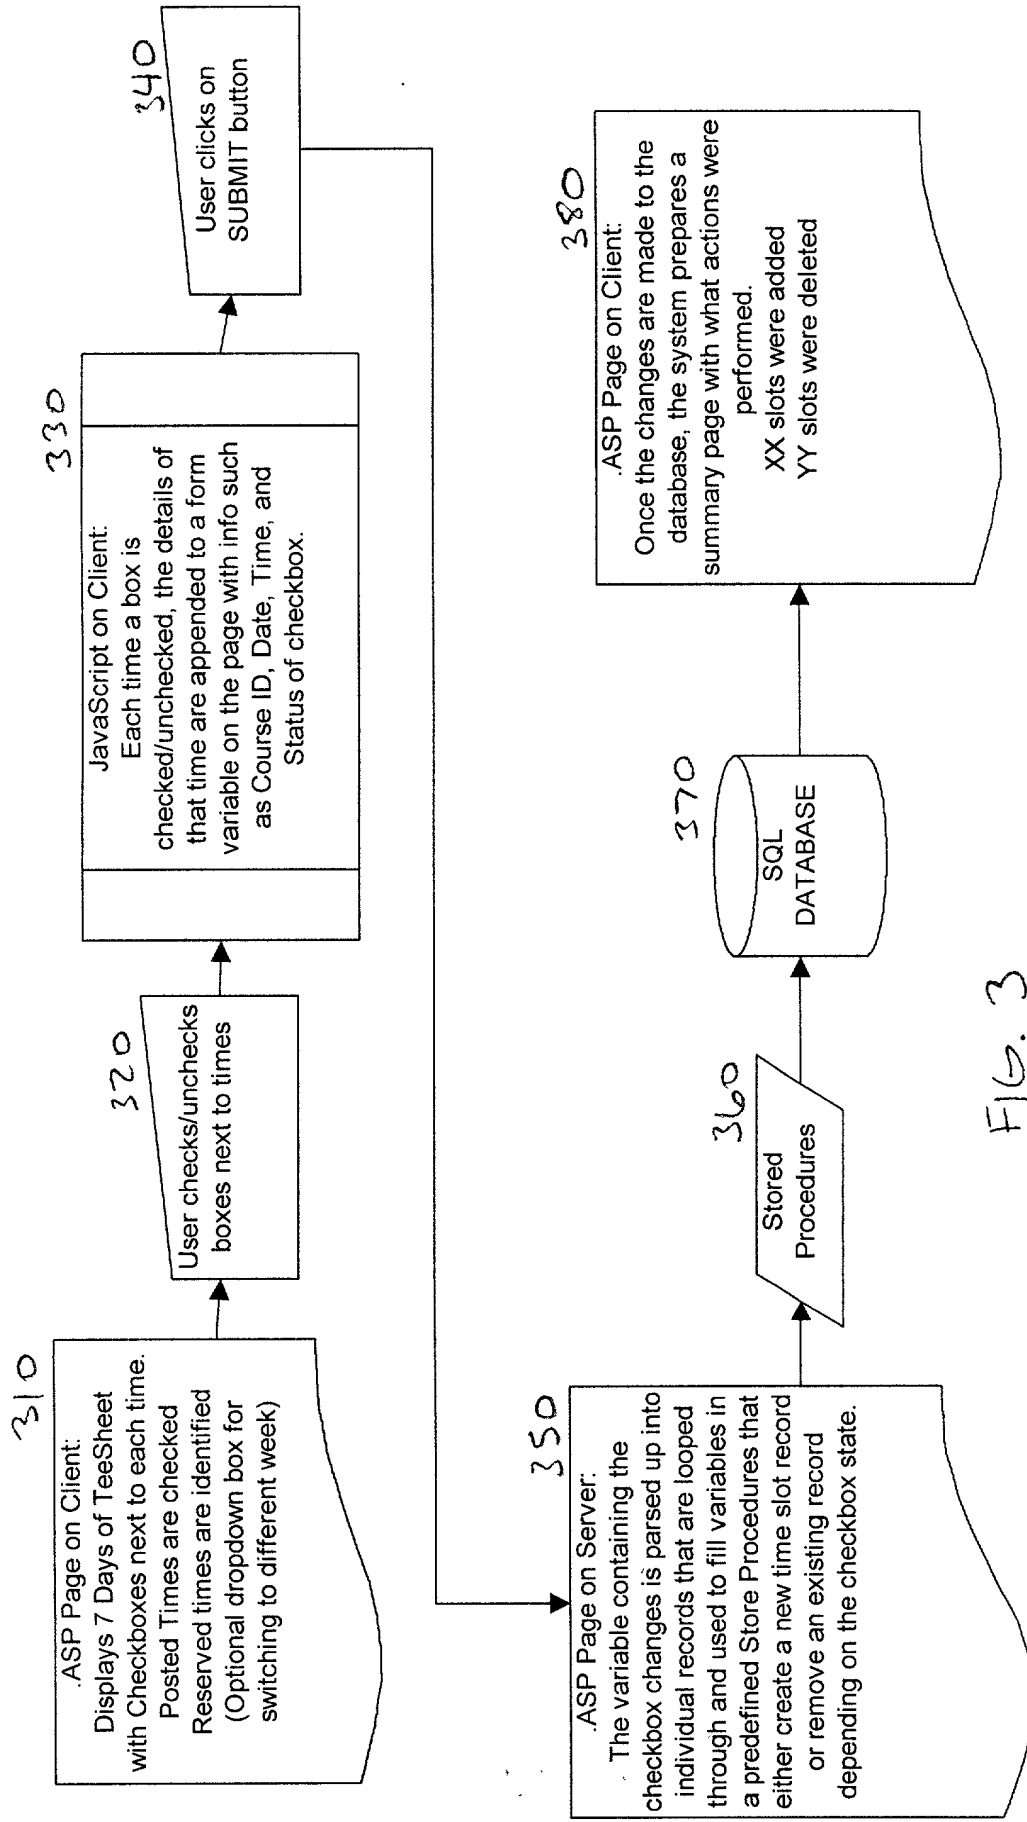 310
.ASP Page on Client:
Displays 7 Days of TeeSheet
with Checkboxes next to each time.
Posted Times are checked
Reserved times are identified
(Optional dropdown box for
switching to different week)
320
User checks/unchecks
boxes next to times
330
JavaScript on Client:
Each time a box is
checked/unchecked, the details of
that time are appended to a form
variable on the page with info such
as Course ID, Date, Time, and
Status of checkbox.
340
User clicks on
SUBMIT button
350
.ASP Page on Server:
The variable containing the
checkbox changes is parsed up into
individual records that are looped
through and used to fill variables in
a predefined Store Procedures that
either create a new time slot record
or remove an existing record
depending on the checkbox state.
360
Stored
Procedures
370
SQL
DATABASE
380
.ASP Page on Client:
Once the changes are made to the
database, the system prepares a
summary page with what actions were
performed.
XX slots were added
YY slots were deleted
FIG. 3